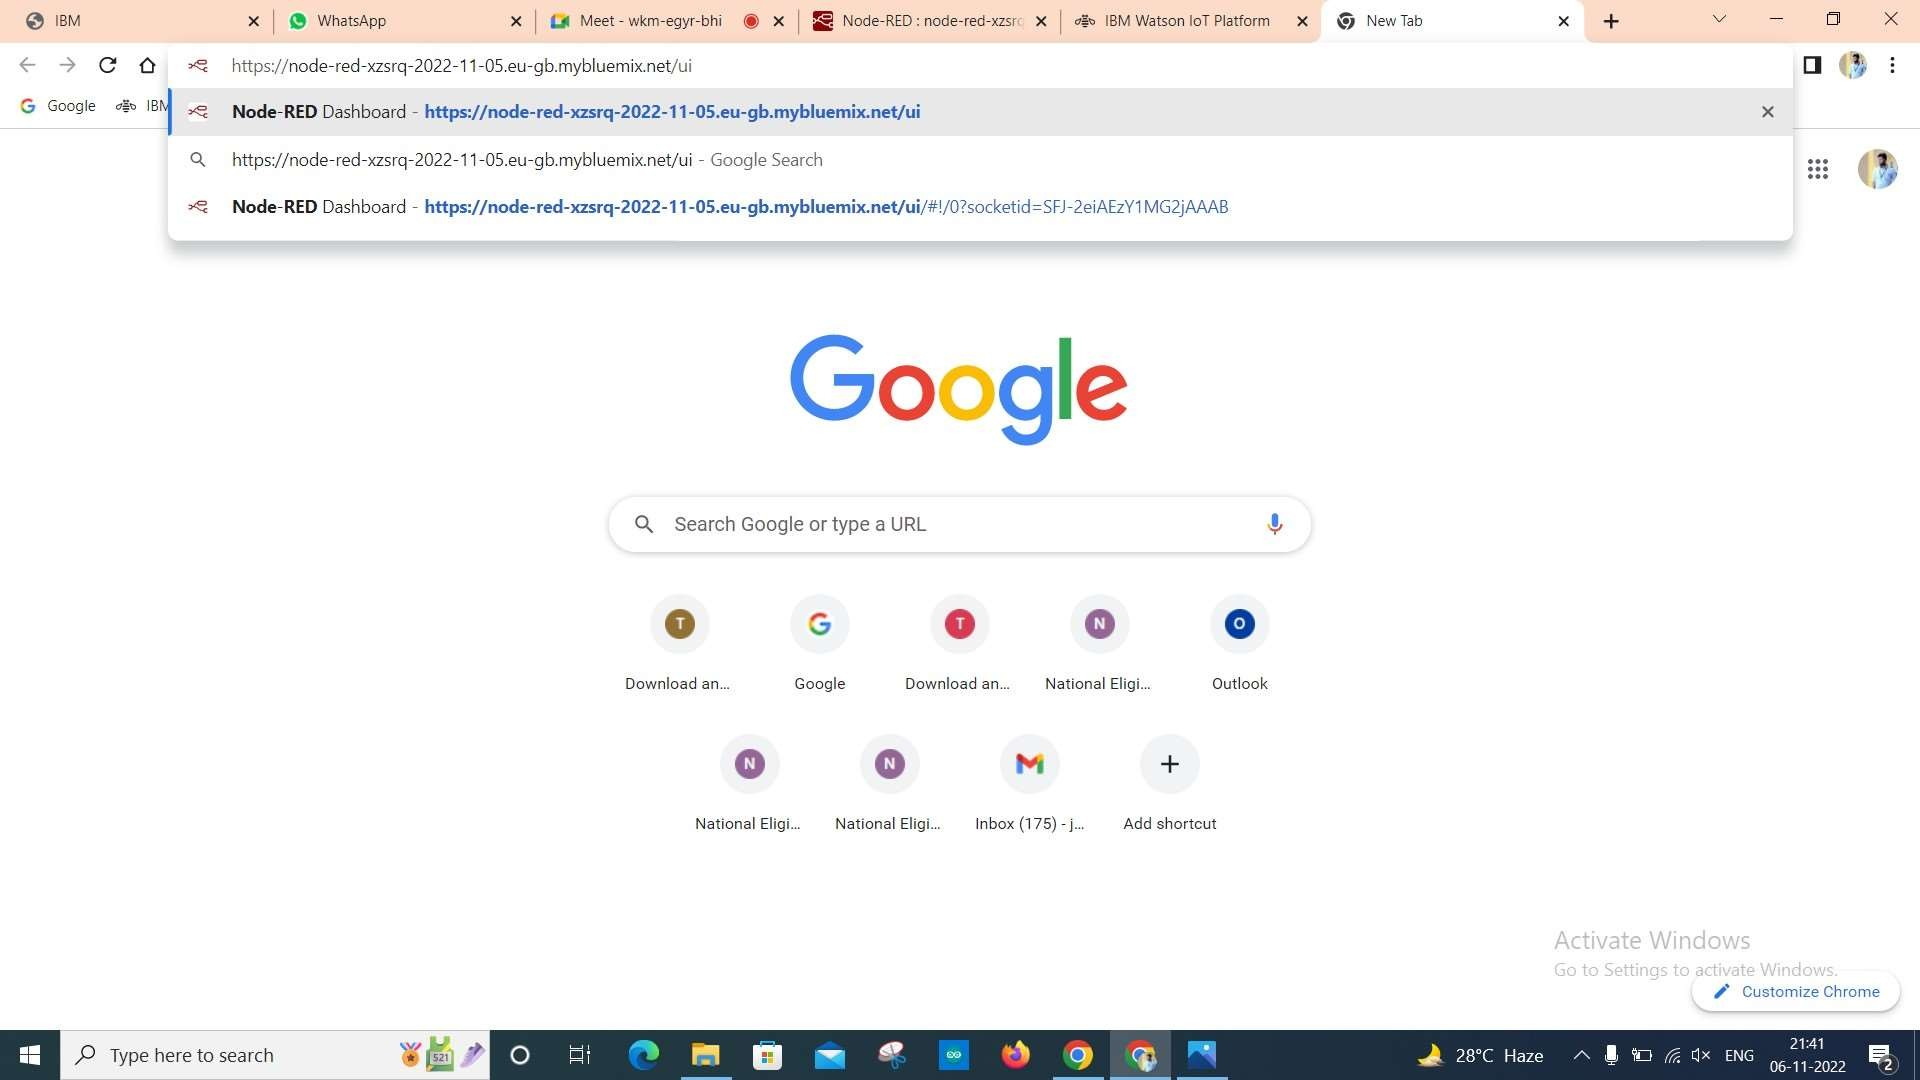 IBM
WhatsApp
Meet - wkm-egyr-bhi
Node-RED : node-red-xzsrq
IBM Watson IoT Platform
New Tab
https://node-red-xzsrq-2022-11-05.eu-gb.mybluemix.net/ui
Google
IBM
Node-RED Dashboard - https://node-red-xzsrq-2022-11-05.eu-gb.mybluemix.net/ui
https://node-red-xzsrq-2022-11-05.eu-gb.mybluemix.net/ui - Google Search
Node-RED Dashboard - https://node-red-xzsrq-2022-11-05.eu-gb.mybluemix.net/ui/#!/0?socketid=SFJ-2eiAEzY1MG2jAAAB
Google
Search Google or type a URL
T
T
N
O
Download an...
Google
Download an...
National Eligi...
Outlook
N
N
National Eligi...
National Eligi...
Inbox (175) - j...
Add shortcut
Activate Windows
Go to Settings to activate Windows.
Customize Chrome
Type here to search
521
28°C Haze
ENG
21:41
06-11-2022
2